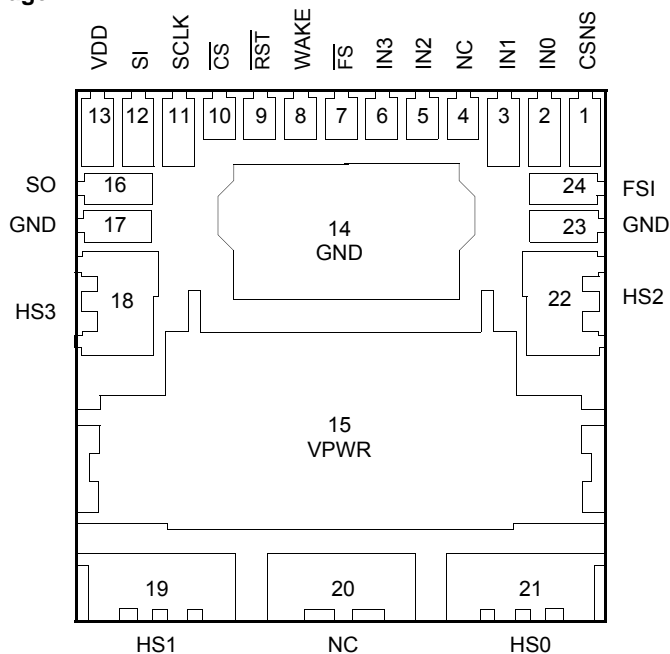 VDD SI SCLK CS RST WAKE FS IN3 IN2 NC IN1 IN0 CSNS
13 12 11 10 9 8 7 6 5 4 3 2 1
SO 16 24 FSI
GND 17 23 GND
14
GND
HS3 18 22 HS2
15
VPWR
19 20 21
HS1 NC HS0